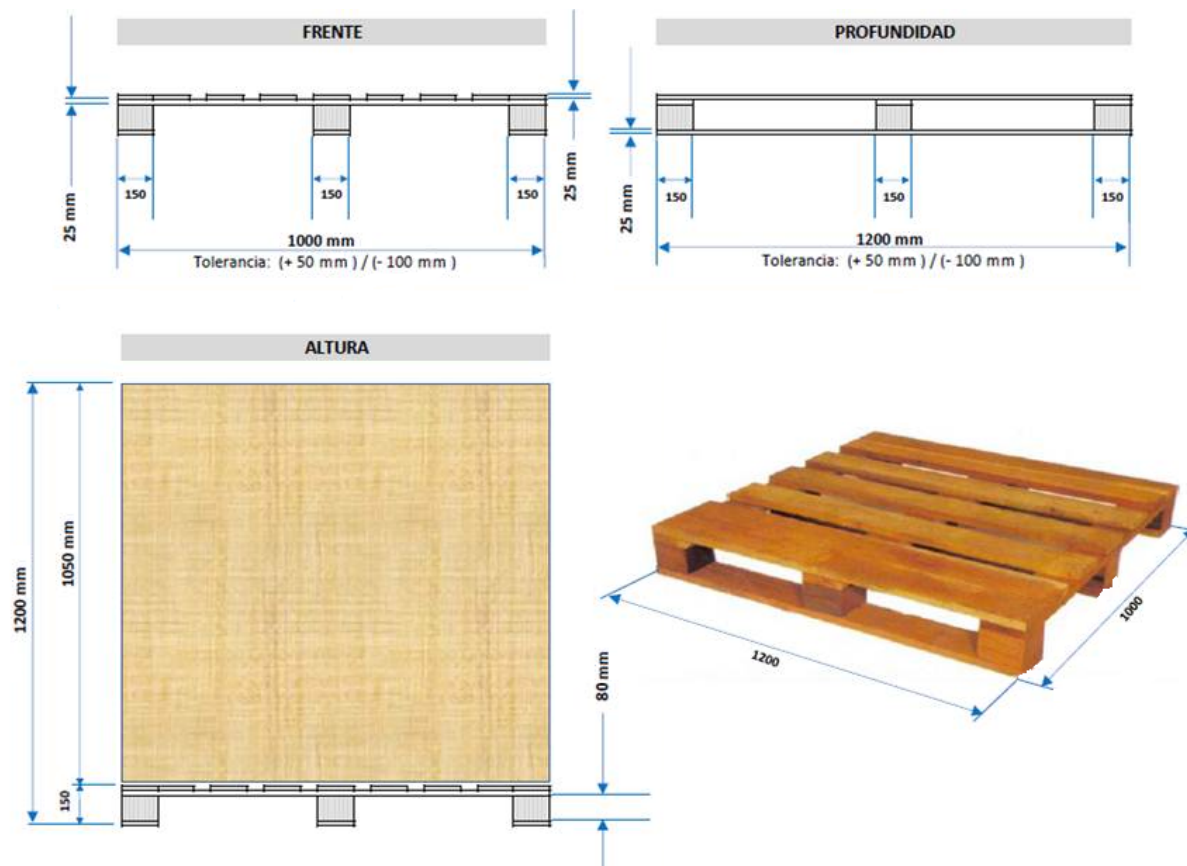 FRENTE
25 mm
150
150
150
25 mm
1000 mm
Tolerancia: (+ 50 mm ) / (- 100 mm )
PROFUNDIDAD
25 mm
150
150
150
1200 mm
Tolerancia: (+ 50 mm ) / (- 100 mm )
ALTURA
1200 mm
1050 mm
150
80 mm
1200
1000